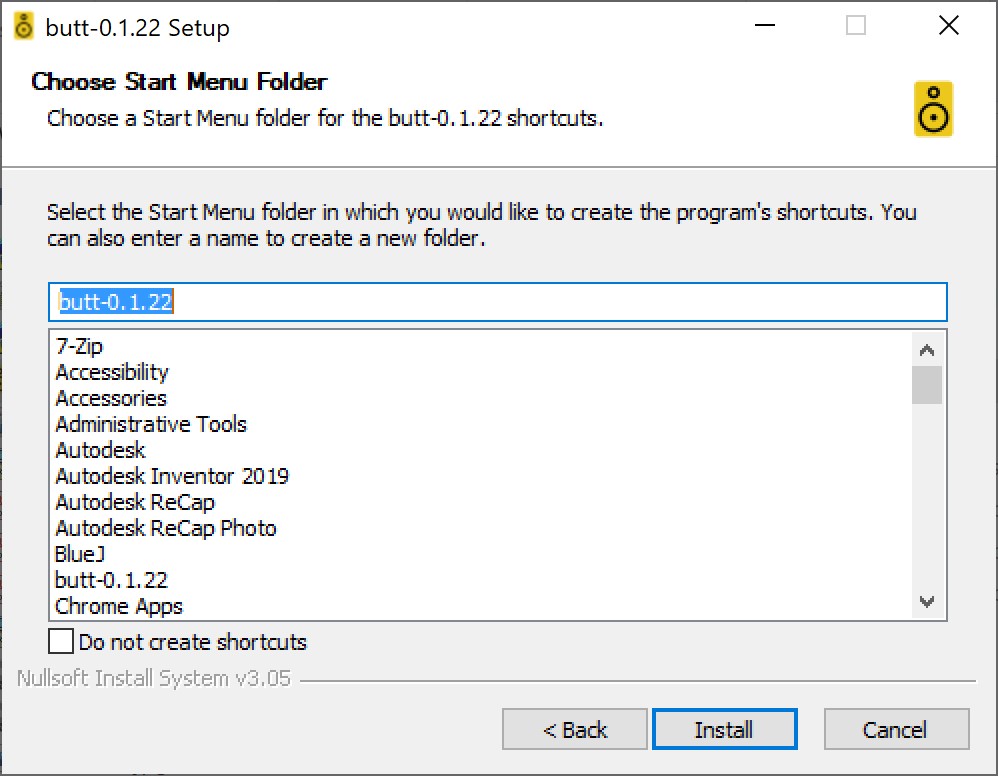 butt-0.1.22 Setup
Choose Start Menu Folder
Choose a Start Menu folder for the butt-0.1.22 shortcuts.
Select the Start Menu folder in which you would like to create the program's shortcuts. You
can also enter a name to create a new folder.
butt-0.1.22
7-Zip
Accessibility
Accessories
Administrative Tools
Autodesk
Autodesk Inventor 2019
Autodesk ReCap
Autodesk ReCap Photo
BlueJ
butt-0.1.22
Chrome Apps
Do not create shortcuts
Nullsoft Install System v3.05
< Back Install Cancel